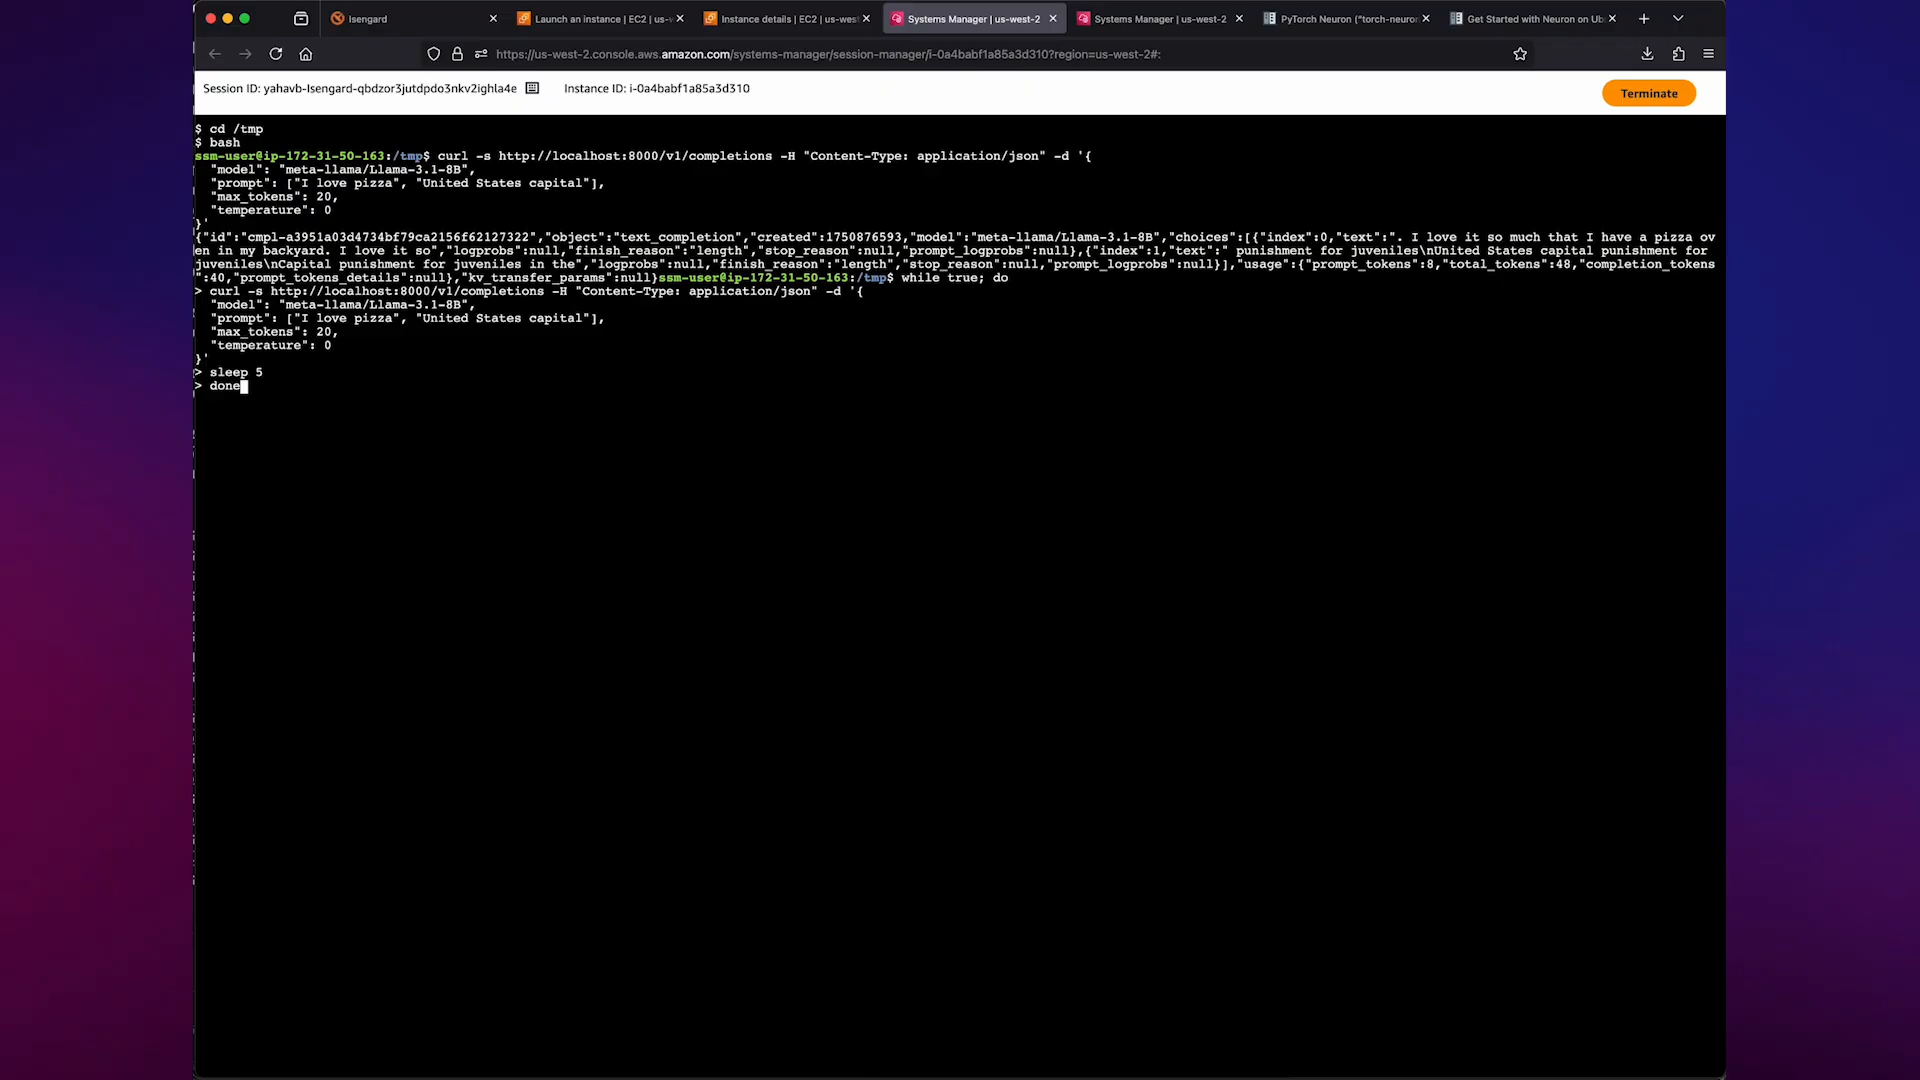 Isengard
Launch an instance | EC2 | us-w
Instance details | EC2 | us-west
Systems Manager | us-west-2
Systems Manager | us-west-2
PyTorch Neuron ("torch-neuron
Get Started with Neuron on Ub
https://us-west-2.console.aws.amazon.com/systems-manager/session-manager/i-0a4babf1a85a3d310?region=us-west-2#:
Session ID: yahavb-Isengard-qbdzor3jutdpdo3nkv2ighla4e
Instance ID: i-0a4babf1a85a3d310
Terminate
$ cd /tmp
$ bash
ssm-user@ip-172-31-50-163:/tmp$ curl -s http://localhost:8000/v1/completions -H "Content-Type: application/json" -d '{
"model": "meta-llama/Llama-3.1-8B",
"prompt": ["I love pizza", "United States capital"],
"max_tokens": 20,
"temperature": 0
}'
{"id":"cmpl-a3951a03d4734bf79ca2156f62127322","object":"text_completion","created":1750876593,"model":"meta-llama/Llama-3.1-8B","choices":[{"index":0,"text":". I love it so much that I have a pizza ov
en in my backyard. I love it so","logprobs":null,"finish_reason":"length","stop_reason":null,"prompt_logprobs":null},{"index":1,"text":" punishment for juveniles\nUnited States capital punishment for
juveniles\nCapital punishment for juveniles in the","logprobs":null,"finish_reason":"length","stop_reason":null,"prompt_logprobs":null}],"usage":{"prompt_tokens":8,"total_tokens":48,"completion_tokens
":40,"prompt_tokens_details":null},"kv_transfer_params":null}ssm-user@ip-172-31-50-163:/tmp$ while true; do
> curl -s http://localhost:8000/v1/completions -H "Content-Type: application/json" -d '{
"model": "meta-llama/Llama-3.1-8B",
"prompt": ["I love pizza", "United States capital"],
"max_tokens": 20,
"temperature": 0
}'
> sleep 5
> done